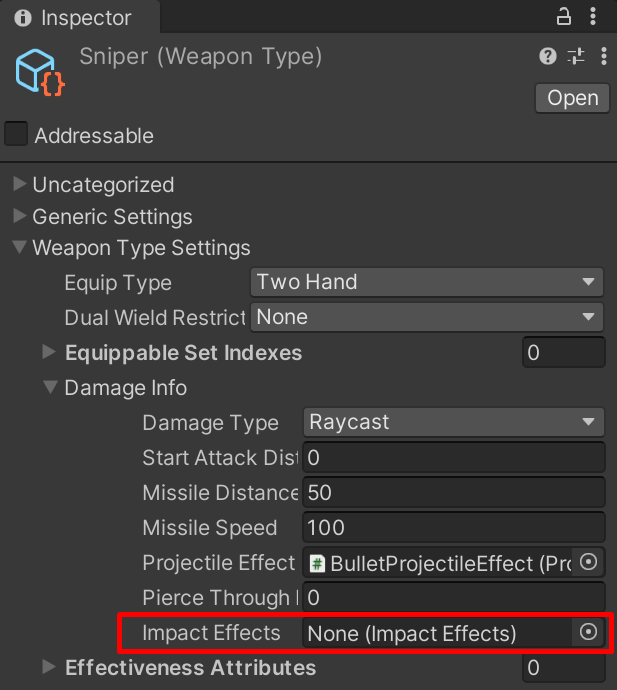 Inspector
Sniper (Weapon Type)
Open
Addressable
Uncategorized
Generic Settings
Weapon Type Settings
Equip Type Two Hand
Dual Wield Restrict None
Equippable Set Indexes 0
Damage Info
Damage Type Raycast
Start Attack Dist 0
Missile Distance 50
Missile Speed 100
Projectile Effect # BulletProjectileEffect (Pro
Pierce Through 0
Impact Effects None (Impact Effects)
Effectiveness Attributes 0